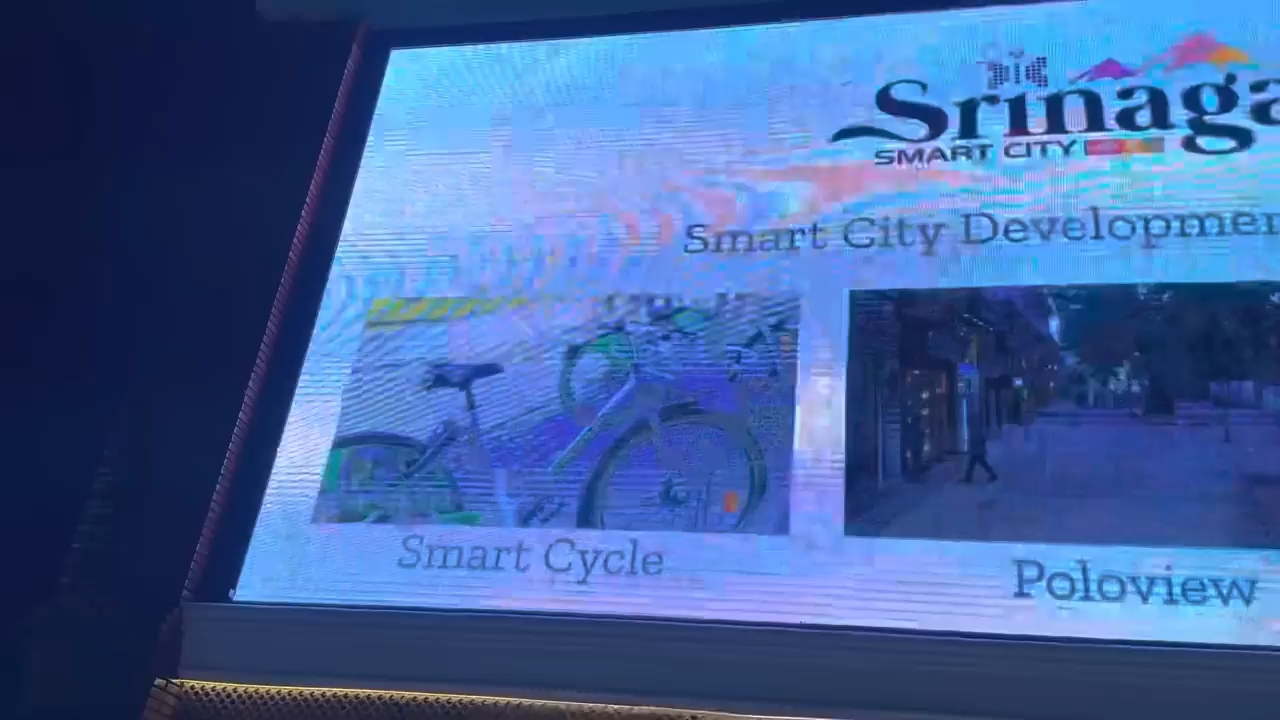 Srinaga
SMART CITY
Smart City Developmen
Smart Cycle
Poloview